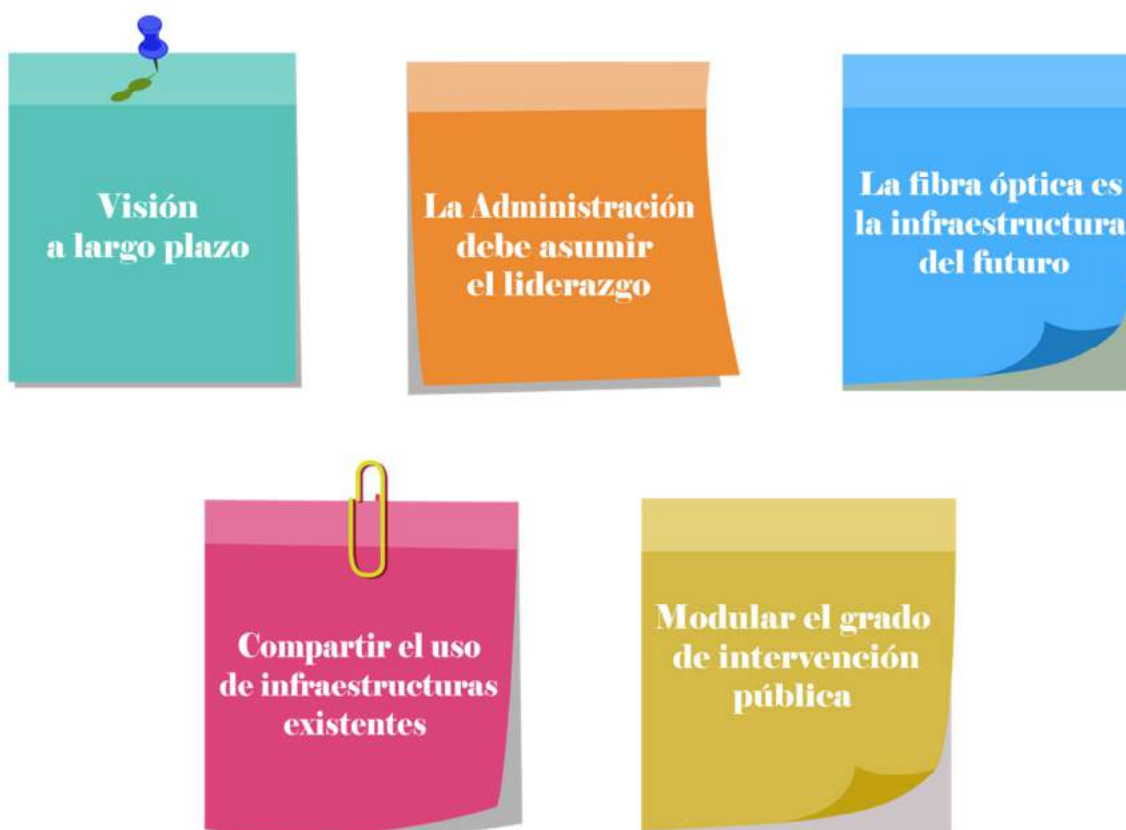 Visión
a largo plazo
La Administración
debe asumir
el liderazgo
La fibra óptica es
la infraestructura
del futuro
Compartir el uso
de infraestructuras
existentes
Modular el grado
de intervención
pública